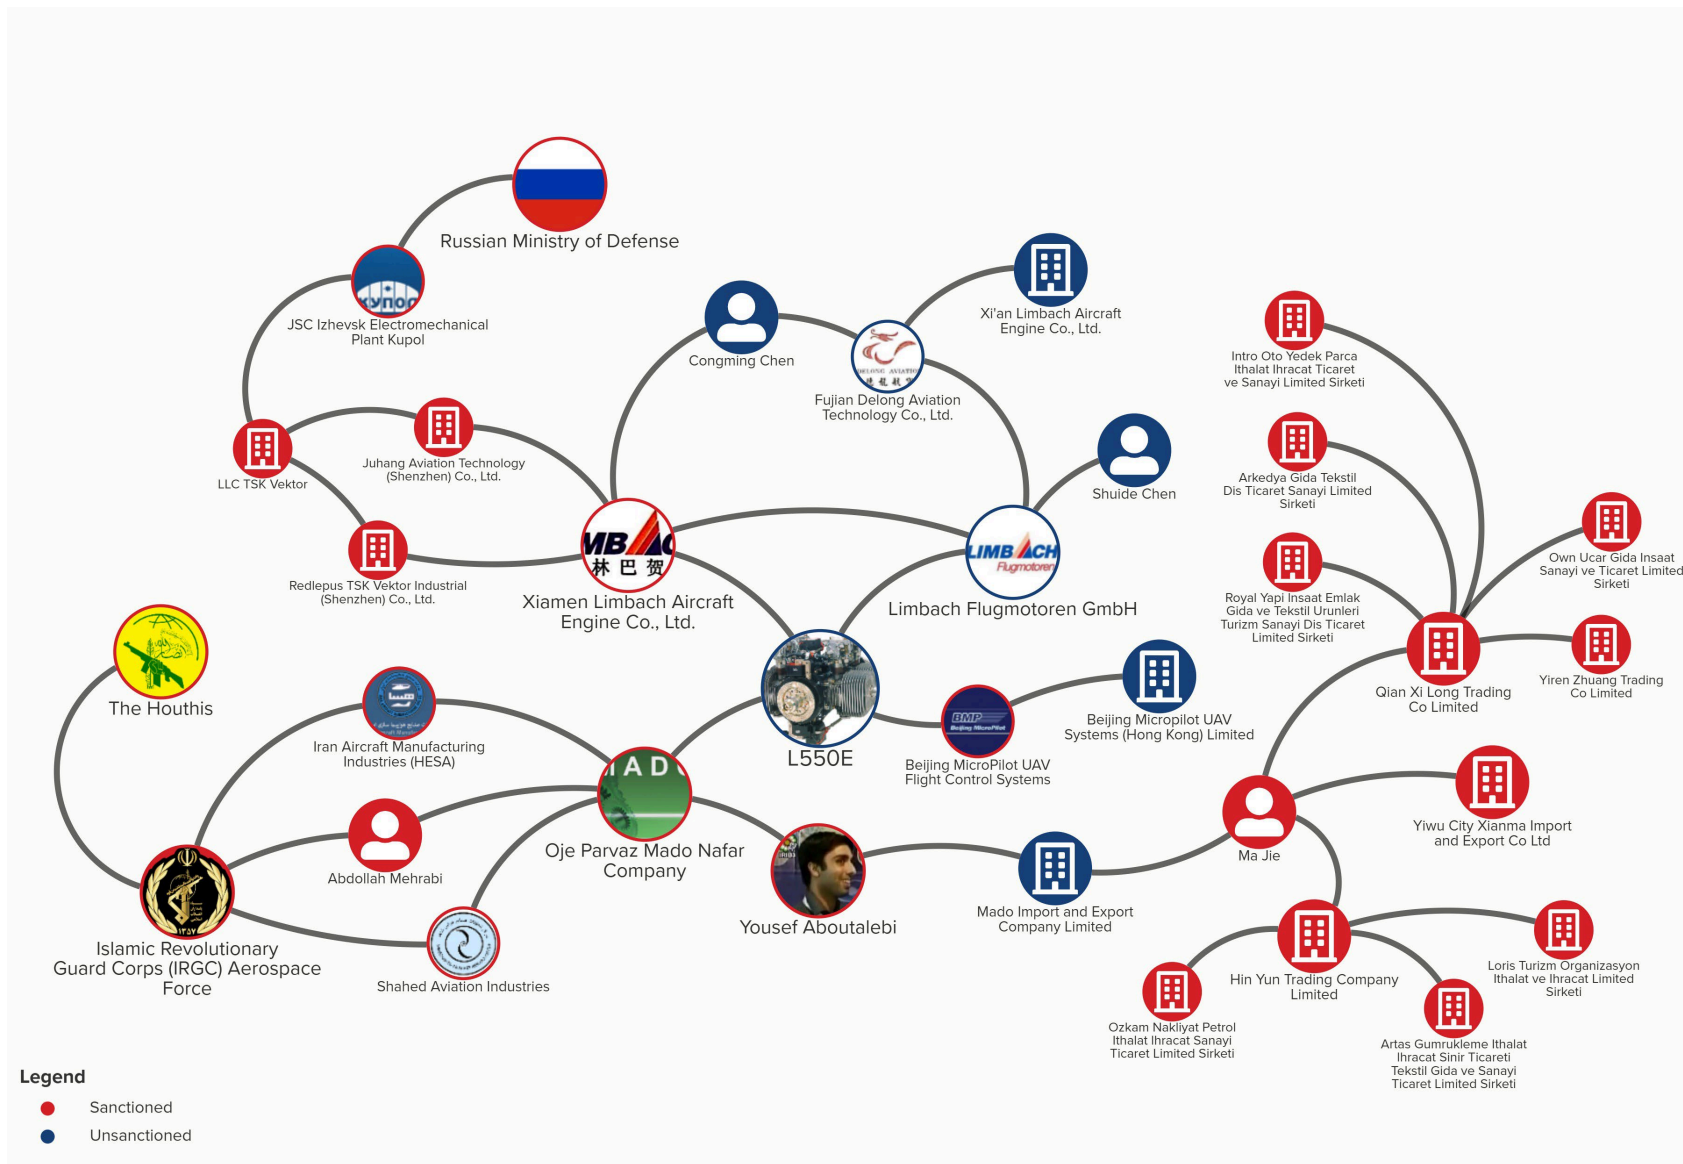 Russian Ministry of Defense
КУПОЛ
JSC Izhevsk Electromechanical
Plant Kupol
Congming Chen
Xi'an Limbach Aircraft
Engine Co., Ltd.
DELONG AVIATIO
Fujian Delong Aviation
Technology Co., Ltd.
Intro Oto Yedek Parca
Ithalat Ihracat Ticaret
ve Sanayi Limited Sirketi
LLC TSK Vektor
Juhang Aviation Technology
(Shenzhen) Co., Ltd.
Shuide Chen
Arkedya Gida Tekstil
Dis Ticaret Sanayi Limited
Sirketi
Redlepus TSK Vektor Industrial
(Shenzhen) Co., Ltd.
MBAC
林巴贺
Xiamen Limbach Aircraft
Engine Co., Ltd.
LIMBACH
Flugmotoren
Limbach Flugmotoren GmbH
Royal Yapi Insaat Emlak
Gida ve Tekstil Urunleri
Turizm Sanayi Dis Ticaret
Limited Sirketi
Own Ucar Gida Insaat
Sanayi ve Ticaret Limited
Sirketi
Qian Xi Long Trading
Co Limited
Yiren Zhuang Trading
Co Limited
The Houthis
Iran Aircraft Manufacturing
Industries (HESA)
L550E
BMP
Beijing MicroPilot
Beijing MicroPilot UAV
Flight Control Systems
Beijing Micropilot UAV
Systems (Hong Kong) Limited
MADO
Oje Parvaz Mado Nafar
Company
Abdollah Mehrabi
Yousef Aboutalebi
Mado Import and Export
Company Limited
Ma Jie
Yiwu City Xianma Import
and Export Co Ltd
۱۳۵۷
Islamic Revolutionary
Guard Corps (IRGC) Aerospace
Force
Shahed Aviation Industries
Hin Yun Trading Company
Limited
Loris Turizm Organizasyon
Ithalat ve Ihracat Limited
Sirketi
Ozkam Nakliyat Petrol
Ithalat Ihracat Sanayi
Ticaret Limited Sirketi
Artas Gumrukleme Ithalat
Ihracat Sinir Ticareti
Tekstil Gida ve Sanayi
Ticaret Limited Sirketi
Legend
Sanctioned
Unsanctioned